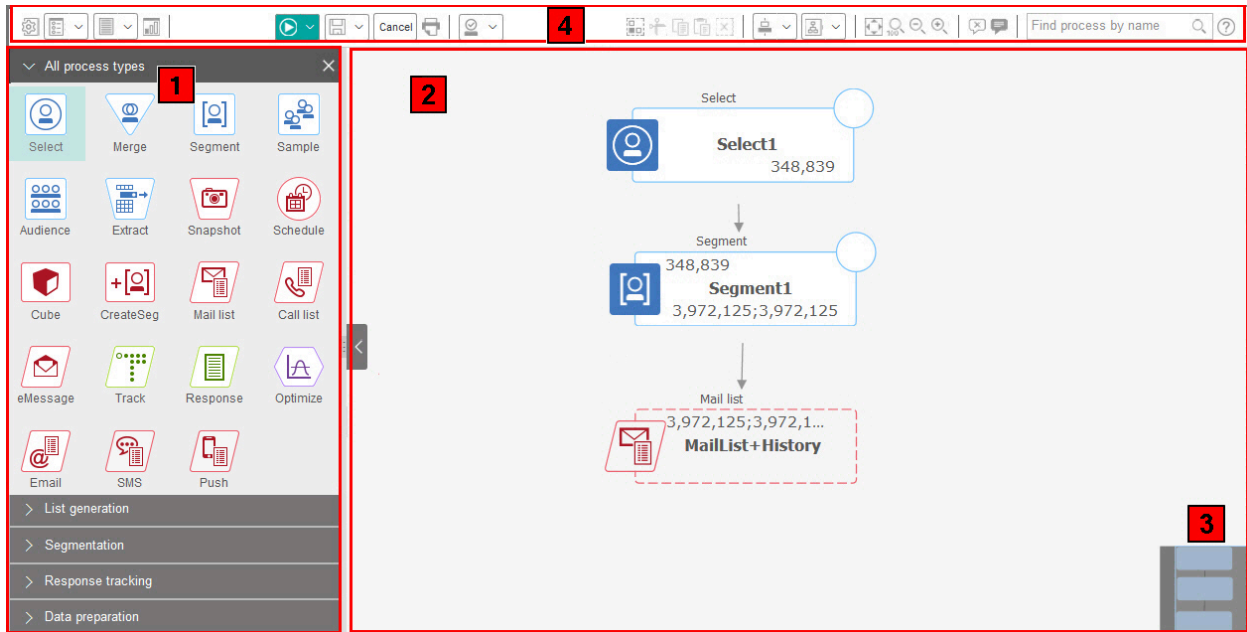 Cancel
4
100
Find process by name
?
All process types
1
Select Merge Segment Sample
Audience Extract Snapshot Schedule
Cube CreateSeg Mail list Call list
eMessage Track Response Optimize
Email SMS Push
List generation
Segmentation
Response tracking
Data preparation
2
Select
Select1
348,839
Segment
348,839
Segment1
3,972,125;3,972,125
Mail list
3,972,125;3,972,1...
MailList+History
3